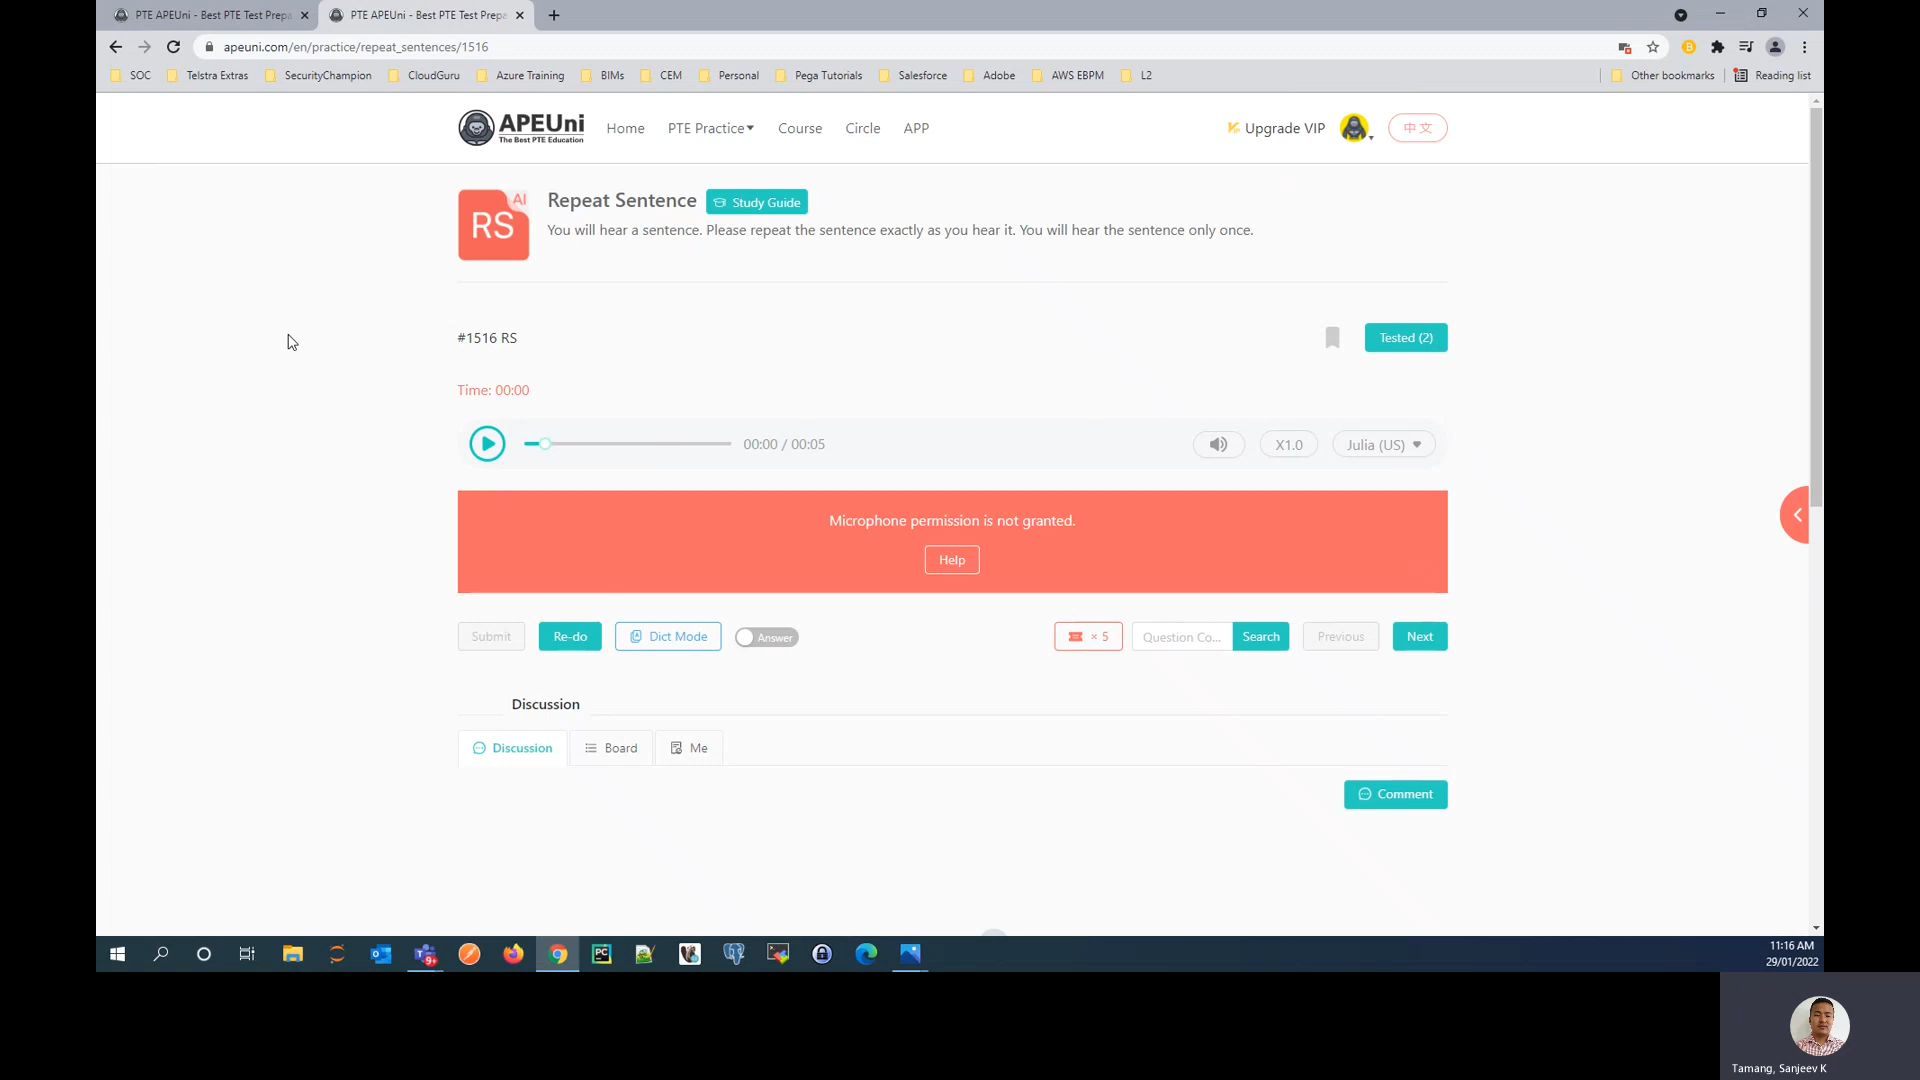 PTE APEUni - Best PTE Test Prepa
PTE APEUni - Best PTE Test Prepa
apeuni.com/en/practice/repeat_sentences/1516
SOC Telstra Extras SecurityChampion CloudGuru Azure Training BIMs CEM Personal Pega Tutorials Salesforce Adobe AWS EBPM L2 Other bookmarks Reading list
APEUni
The Best PTE Education
Home PTE Practice Course Circle APP Upgrade VIP 中文
RS AI
Repeat Sentence Study Guide
You will hear a sentence. Please repeat the sentence exactly as you hear it. You will hear the sentence only once.
#1516 RS Tested (2)
Time: 00:00
00:00 / 00:05 X1.0 Julia (US)
Microphone permission is not granted.
Help
Submit Re-do Dict Mode Answer × 5 Question Co... Search Previous Next
Discussion
Discussion Board Me
Comment
9+
PC
11:16 AM
29/01/2022
Tamang, Sanjeev K